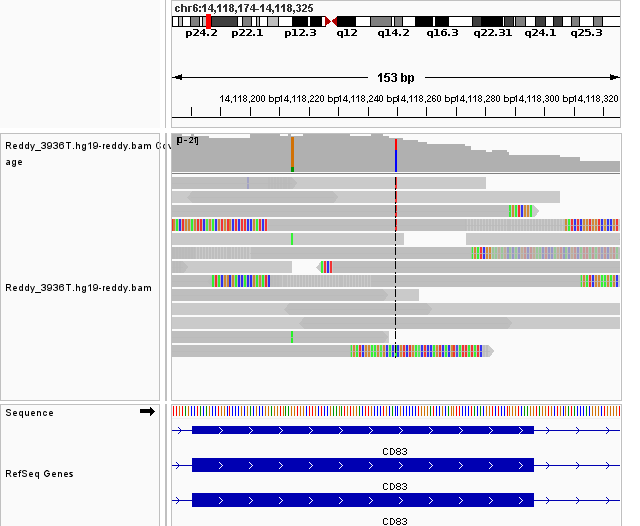 chr6:14,118,174-14,118,325
p24.2 p22.1 p12.3 q12 q14.2 q16.3 q22.31 q24.1 q25.3
153 bp
14,118,200 bp 14,118,220 bp 14,118,240 bp 14,118,260 bp 14,118,280 bp 14,118,300 bp 14,118,320
Reddy_3936T.hg19-reddy.bam Cov
age
[0-21]
Reddy_3936T.hg19-reddy.bam
Sequence
CD83
RefSeq Genes
CD83
CD83